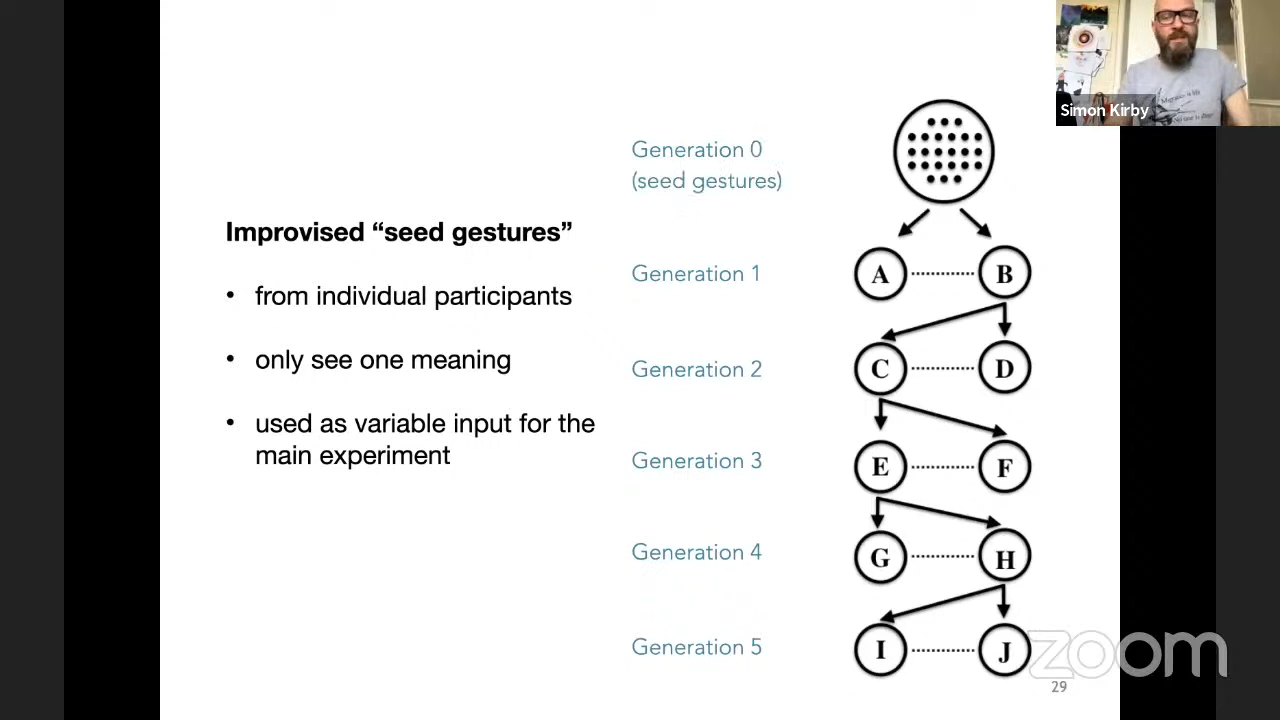 Simon Kirby
Generation 0
(seed gestures)
Improvised “seed gestures”
• from individual participants
• only see one meaning
• used as variable input for the
main experiment
Generation 1
A B
Generation 2
C D
Generation 3
E F
Generation 4
G H
Generation 5
I J
zoom
29